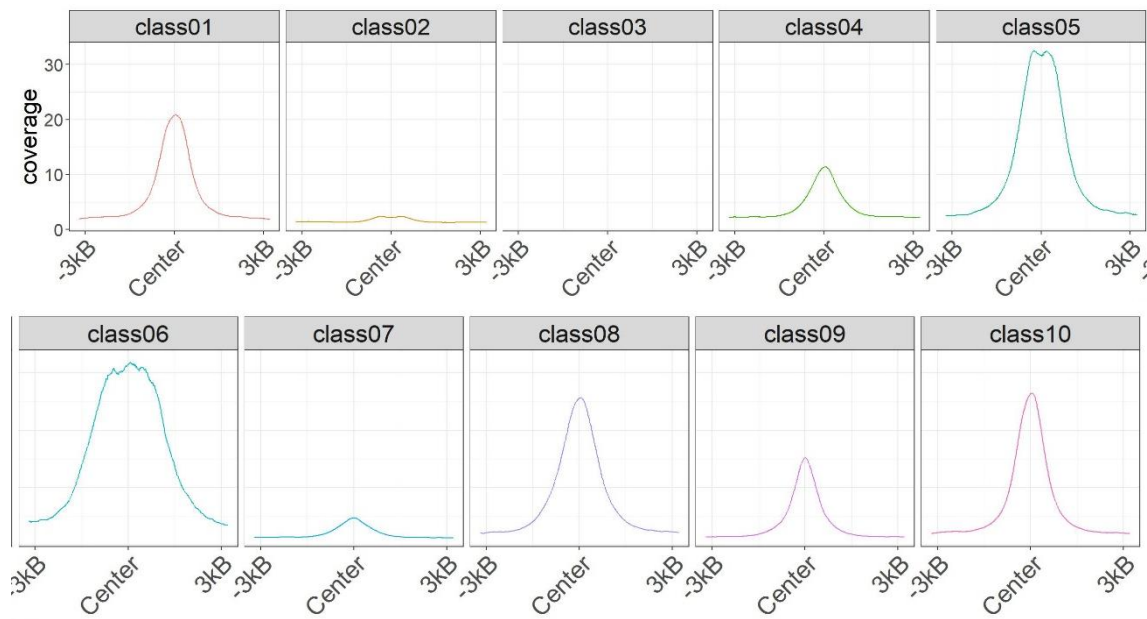 class01 class02 class03 class04 class05
30
20
10
0
coverage
-3kB Center 3kB -3kB Center 3kB -3kB Center 3kB -3kB Center 3kB -3kB Center 3kB
class06 class07 class08 class09 class10
-3kB Center 3kB -3kB Center 3kB -3kB Center 3kB -3kB Center 3kB -3kB Center 3kB